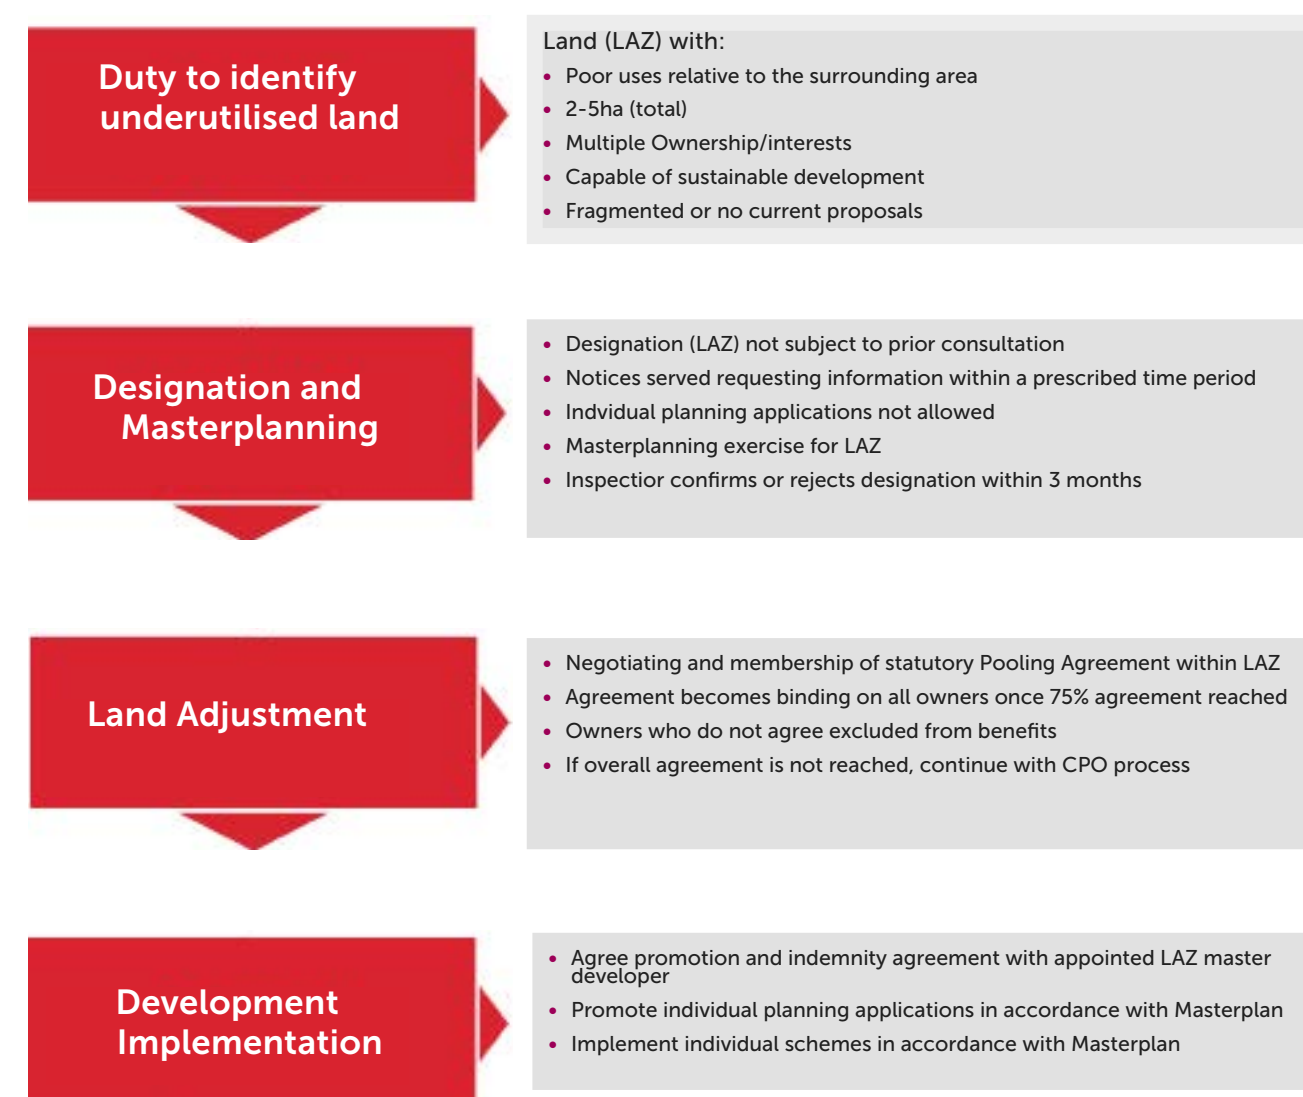 Duty to identify
underutilised land
Land (LAZ) with:
• Poor uses relative to the surrounding area
• 2-5ha (total)
• Multiple Ownership/interests
• Capable of sustainable development
• Fragmented or no current proposals
Designation and
Masterplanning
• Designation (LAZ) not subject to prior consultation
• Notices served requesting information within a prescribed time period
• Indvidual planning applications not allowed
• Masterplanning exercise for LAZ
• Inspectior confirms or rejects designation within 3 months
Land Adjustment
• Negotiating and membership of statutory Pooling Agreement within LAZ
• Agreement becomes binding on all owners once 75% agreement reached
• Owners who do not agree excluded from benefits
• If overall agreement is not reached, continue with CPO process
Development
Implementation
• Agree promotion and indemnity agreement with appointed LAZ master
developer
• Promote individual planning applications in accordance with Masterplan
• Implement individual schemes in accordance with Masterplan